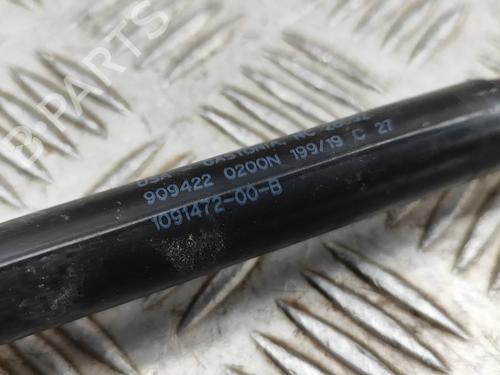 B-PARTS
USA GASTONIA, NC
909422 0200N 199/19 C 27
1091472-00-B